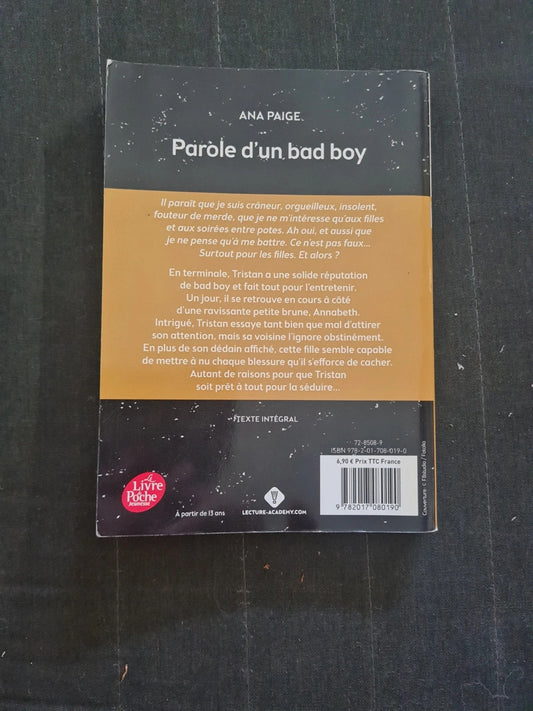 ANA PAIGE
Parole d'un bad boy
Il paraît que je suis crâneur, orgueilleux, insolent,
fouteur de merde, que je ne m'intéresse qu'aux filles
et aux soirées entre potes. Ah oui, et aussi que
je ne pense qu'à me battre. Ce n'est pas faux...
Surtout pour les filles. Et alors ?
En terminale, Tristan a une solide réputation
de bad boy et fait tout pour l'entretenir.
Un jour, il se retrouve en cours à côté
d'une ravissante petite brune, Annabeth.
Intrigué, Tristan essaye tant bien que mal d'attirer
son attention, mais sa voisine l'ignore obstinément.
En plus de son dédain affiché, cette fille semble capable
de mettre à nu chaque blessure qu'il s'efforce de cacher.
Autant de raisons pour que Tristan
soit prêt à tout pour la séduire...
TEXTE INTÉGRAL
72-8508-9
ISBN 978-2-01-708-019-0
6,90 € Prix TTC France
9 782017 080190
Couverture : © Fôstudio / Fotolia
le
Livre
de
Poche
Jeunesse
À partir de 13 ans
LECTURE-ACADEMY.COM